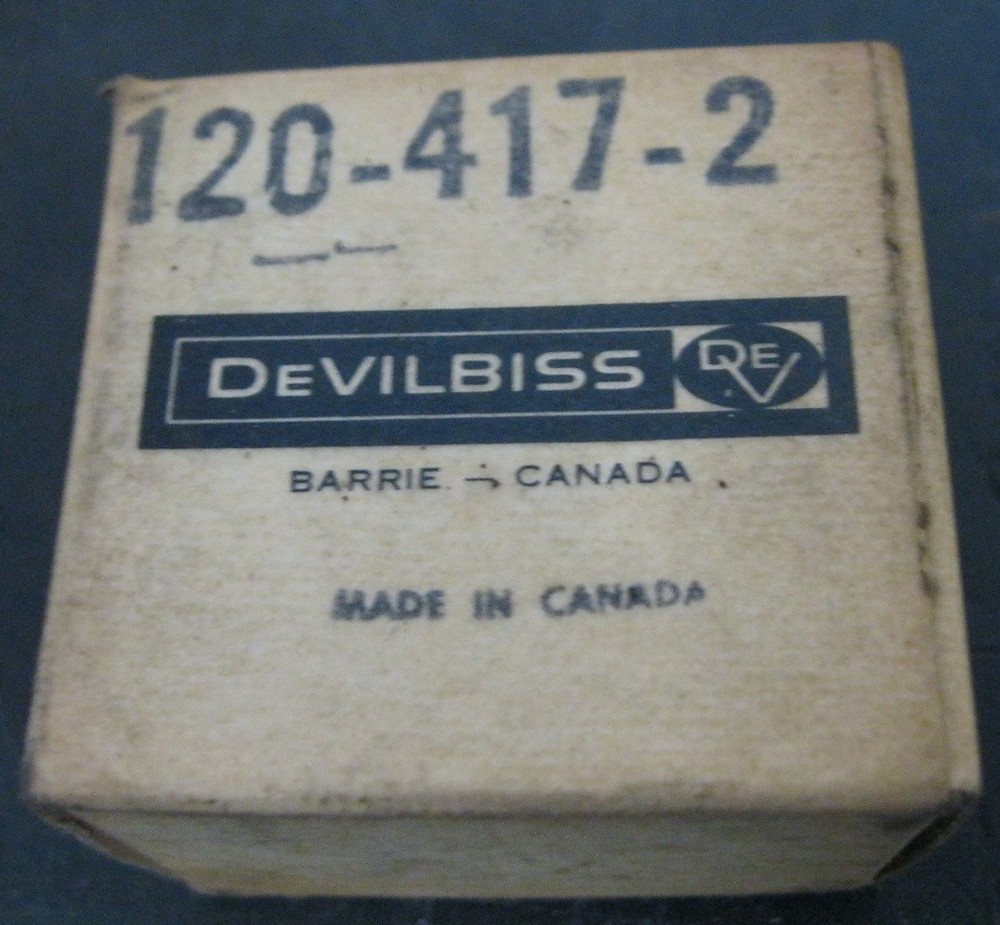 120-417-2
DEVILBISS DEV
BARRIE - CANADA
MADE IN CANADA